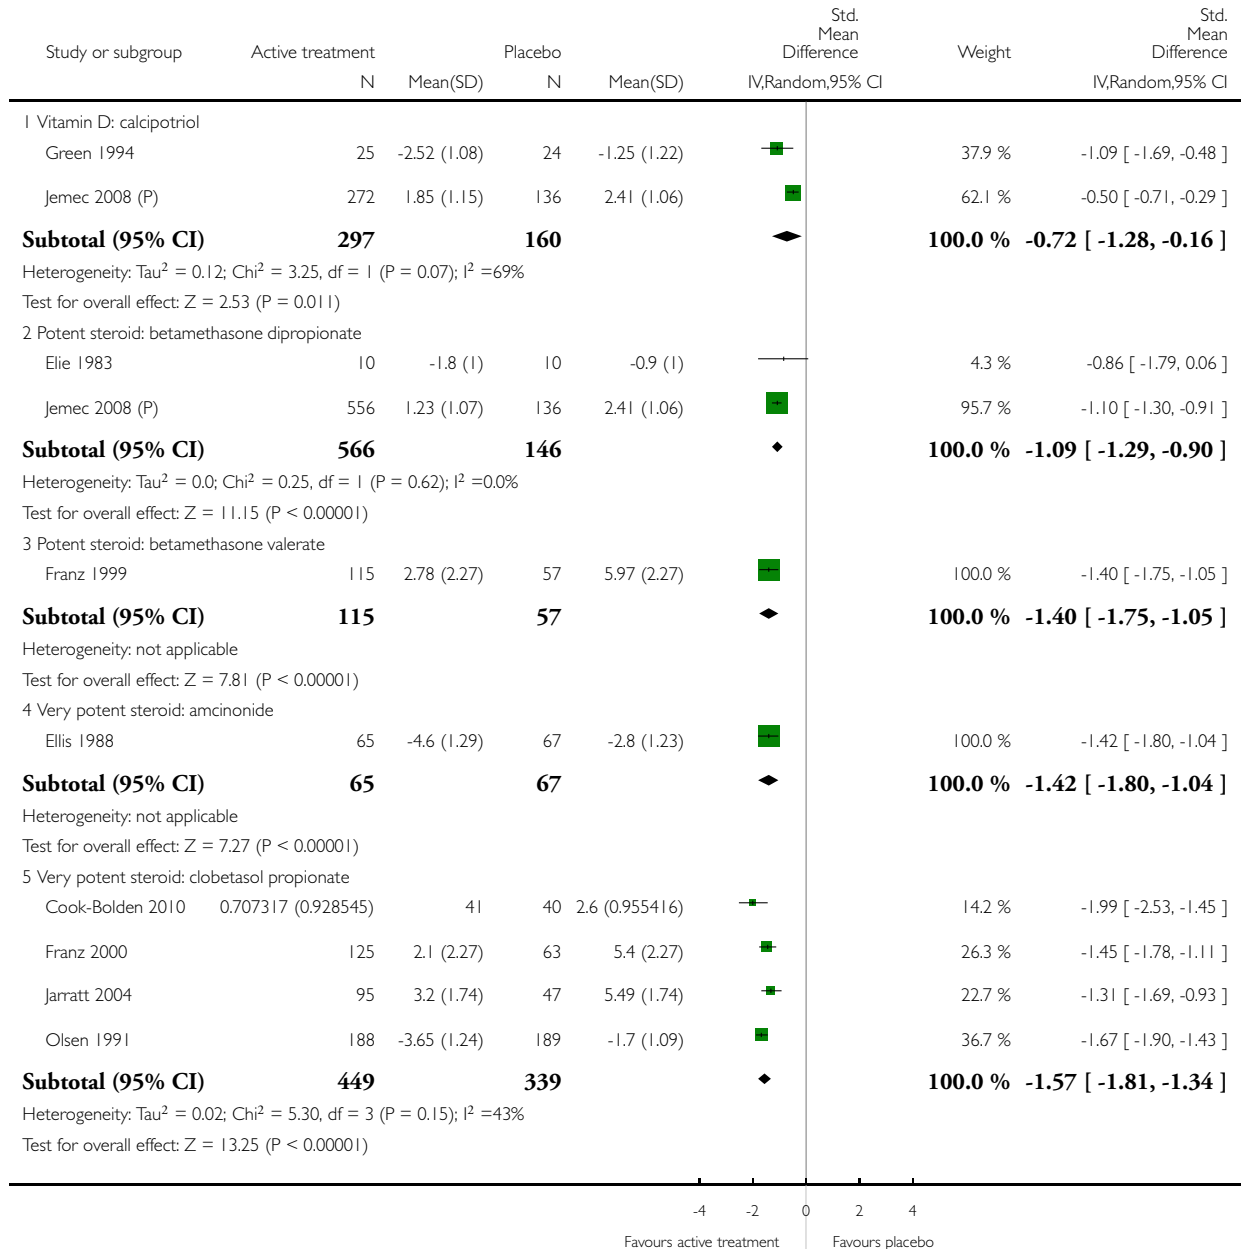 Std.
Mean
Difference
Std.
Mean
Difference
Study or subgroup Active treatment Placebo Weight
N Mean(SD) N Mean(SD) IV,Random,95% CI IV,Random,95% CI
1 Vitamin D: calcipotriol
Green 1994 25 -2.52 (1.08) 24 -1.25 (1.22) 37.9 % -1.09 [ -1.69, -0.48 ]
Jemec 2008 (P) 272 1.85 (1.15) 136 2.41 (1.06) 62.1 % -0.50 [ -0.71, -0.29 ]
Subtotal (95% CI) 297 160 100.0 % -0.72 [ -1.28, -0.16 ]
Heterogeneity: Tau² = 0.12; Chi² = 3.25, df = 1 (P = 0.07); I² =69%
Test for overall effect: Z = 2.53 (P = 0.011)
2 Potent steroid: betamethasone dipropionate
Elie 1983 10 -1.8 (1) 10 -0.9 (1) 4.3 % -0.86 [ -1.79, 0.06 ]
Jemec 2008 (P) 556 1.23 (1.07) 136 2.41 (1.06) 95.7 % -1.10 [ -1.30, -0.91 ]
Subtotal (95% CI) 566 146 100.0 % -1.09 [ -1.29, -0.90 ]
Heterogeneity: Tau² = 0.0; Chi² = 0.25, df = 1 (P = 0.62); I² =0.0%
Test for overall effect: Z = 11.15 (P < 0.00001)
3 Potent steroid: betamethasone valerate
Franz 1999 115 2.78 (2.27) 57 5.97 (2.27) 100.0 % -1.40 [ -1.75, -1.05 ]
Subtotal (95% CI) 115 57 100.0 % -1.40 [ -1.75, -1.05 ]
Heterogeneity: not applicable
Test for overall effect: Z = 7.81 (P < 0.00001)
4 Very potent steroid: amcinonide
Ellis 1988 65 -4.6 (1.29) 67 -2.8 (1.23) 100.0 % -1.42 [ -1.80, -1.04 ]
Subtotal (95% CI) 65 67 100.0 % -1.42 [ -1.80, -1.04 ]
Heterogeneity: not applicable
Test for overall effect: Z = 7.27 (P < 0.00001)
5 Very potent steroid: clobetasol propionate
Cook-Bolden 2010 0.707317 (0.928545) 41 40 2.6 (0.955416) 14.2 % -1.99 [ -2.53, -1.45 ]
Franz 2000 125 2.1 (2.27) 63 5.4 (2.27) 26.3 % -1.45 [ -1.78, -1.11 ]
Jarratt 2004 95 3.2 (1.74) 47 5.49 (1.74) 22.7 % -1.31 [ -1.69, -0.93 ]
Olsen 1991 188 -3.65 (1.24) 189 -1.7 (1.09) 36.7 % -1.67 [ -1.90, -1.43 ]
Subtotal (95% CI) 449 339 100.0 % -1.57 [ -1.81, -1.34 ]
Heterogeneity: Tau² = 0.02; Chi² = 5.30, df = 3 (P = 0.15); I² =43%
Test for overall effect: Z = 13.25 (P < 0.00001)
-4 -2 0 2 4
Favours active treatment Favours placebo